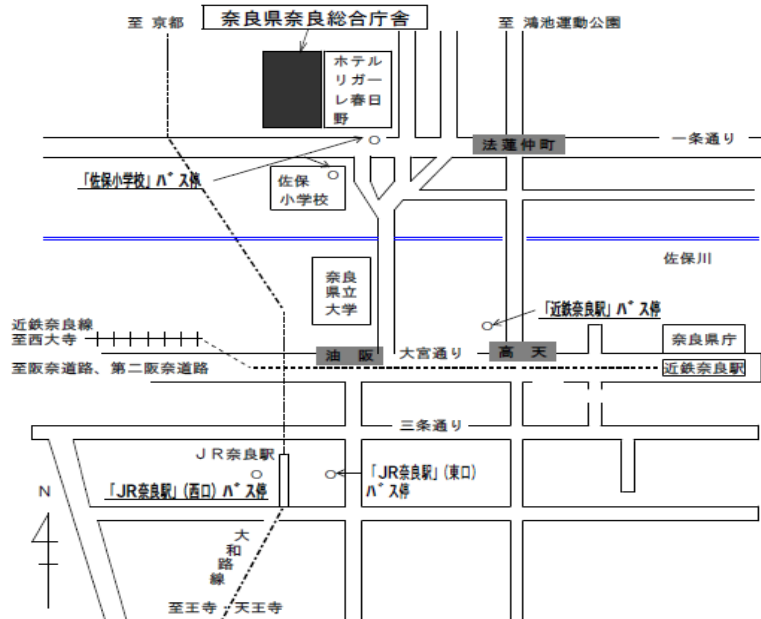 至 京都
奈良県奈良総合庁舎
至 鴻池運動公園
ホテル
リガー
レ春日
野
法蓮仲町
一条通り
「佐保小学校」バス停
佐保
小学校
佐保川
奈良
県立
大学
「近鉄奈良駅」バス停
近鉄奈良線
至西大寺
奈良県庁
油 阪
大宮通り
高 天
至阪奈道路、第二阪奈道路
近鉄奈良駅
三条通り
ＪＲ奈良駅
「JR奈良駅」(東口)
バス停
「JR奈良駅」(西口)バス停
N
大
和
路
線
至王寺・天王寺